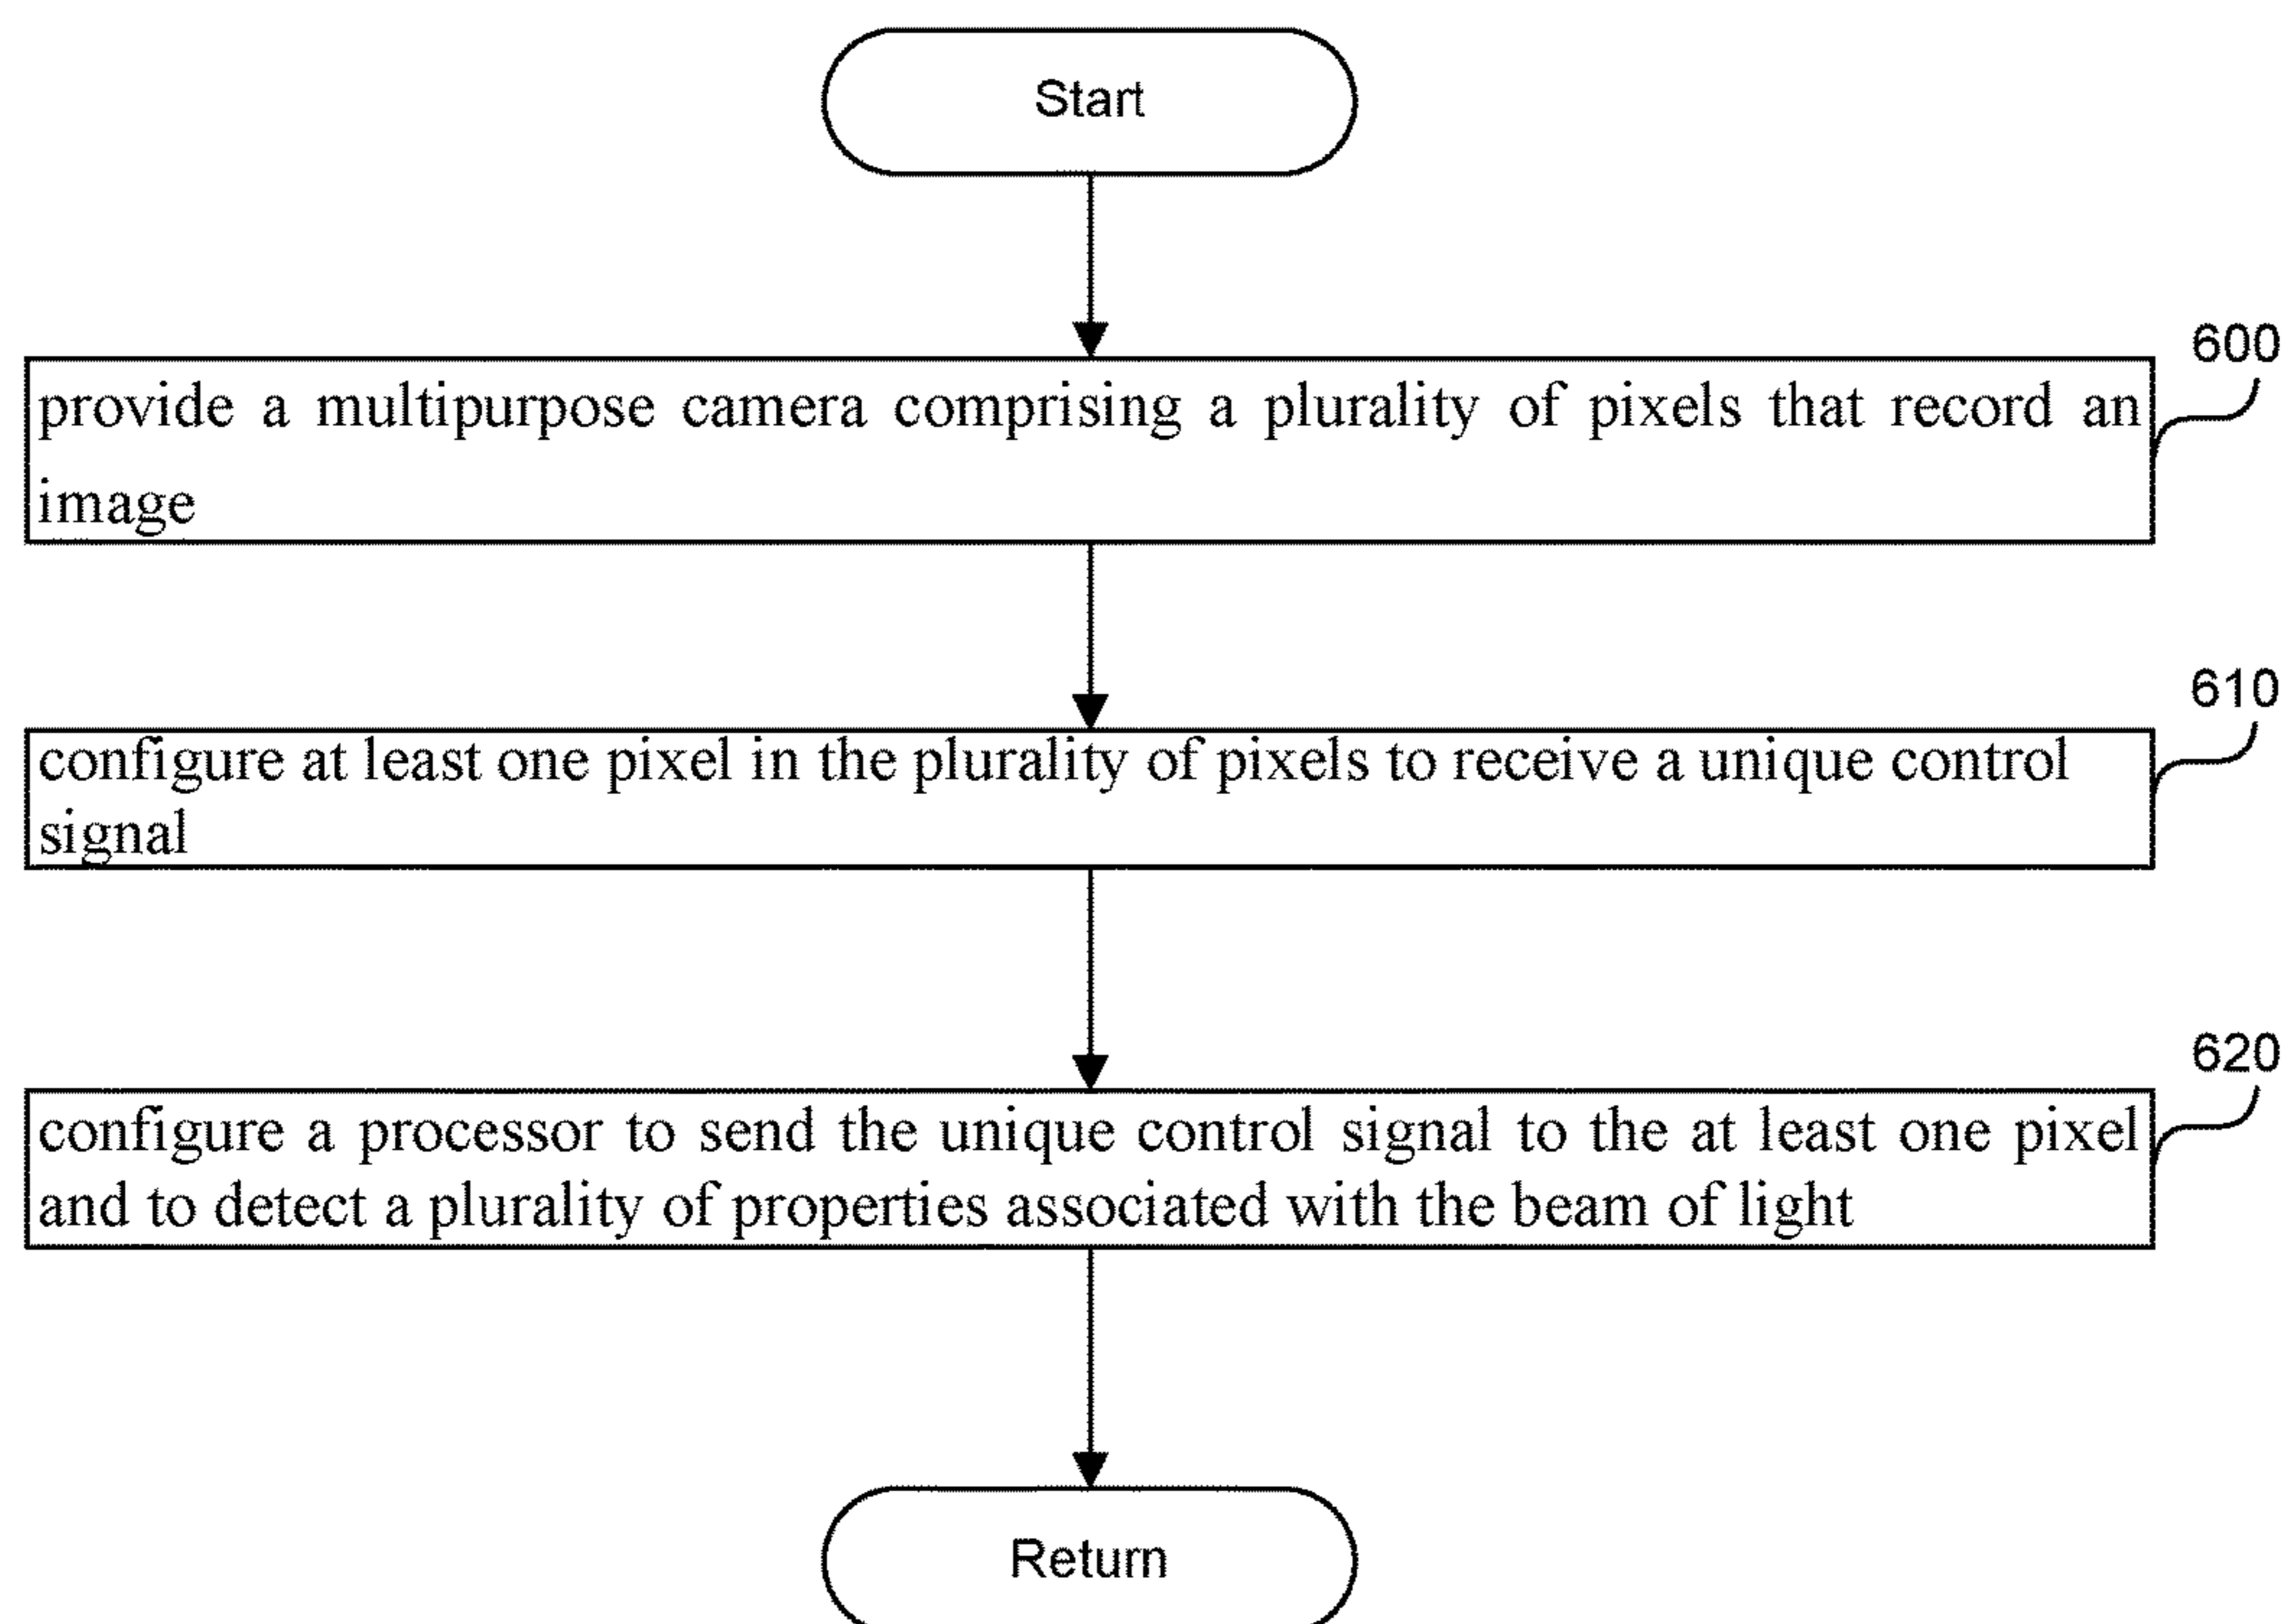 Start
600
provide a multipurpose camera comprising a plurality of pixels that record an
image
610
configure at least one pixel in the plurality of pixels to receive a unique control
signal
620
configure a processor to send the unique control signal to the at least one pixel
and to detect a plurality of properties associated with the beam of light
Return